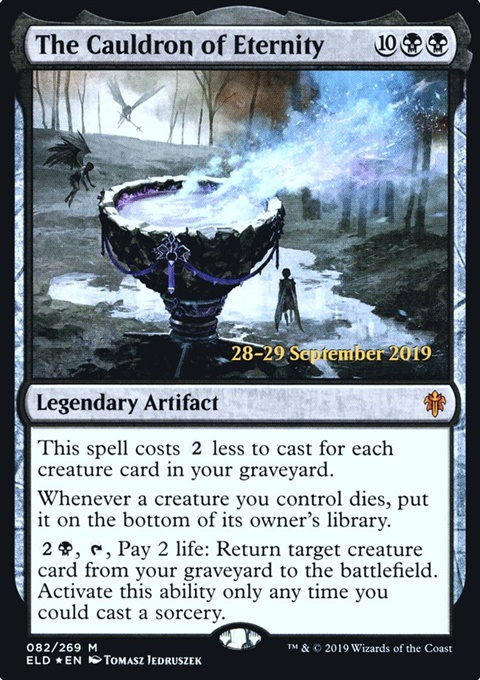 The Cauldron of Eternity 10
28-29 September 2019
Legendary Artifact
This spell costs 2 less to cast for each
creature card in your graveyard.
Whenever a creature you control dies, put
it on the bottom of its owner's library.
2 , , Pay 2 life: Return target creature
card from your graveyard to the battlefield.
Activate this ability only any time you
could cast a sorcery.
082/269 M
ELD ★ EN Tomasz Jedruszek
™ & © 2019 Wizards of the Coast